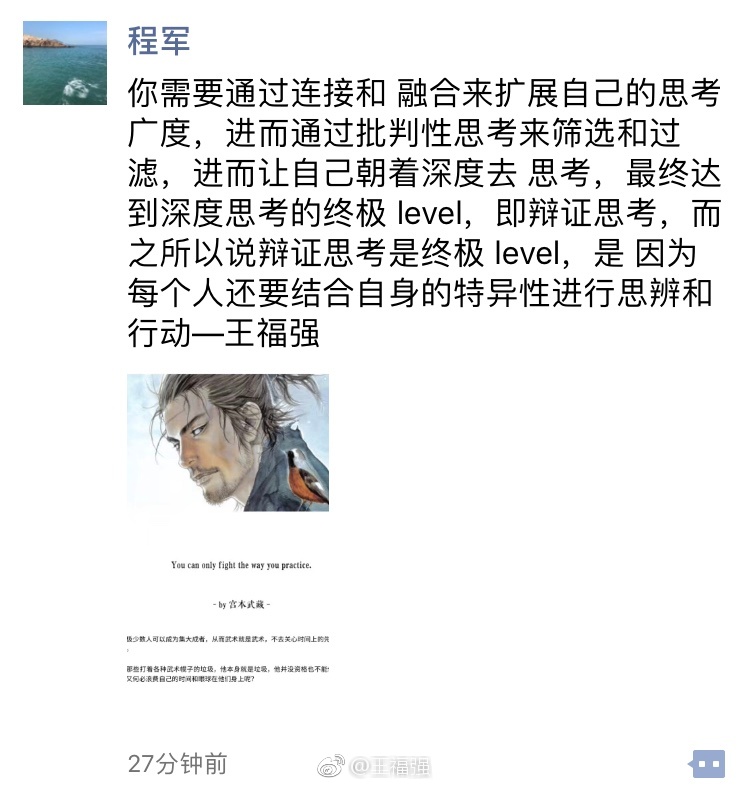 程军
你需要通过连接和 融合来扩展自己的思考
广度，进而通过批判性思考来筛选和过
滤，进而让自己朝着深度去 思考，最终达
到深度思考的终极 level，即辩证思考，而
之所以说辩证思考是终极 level，是 因为
每个人还要结合自身的特异性进行思辨和
行动—王福强
You can only fight the way you practice.
- by 宫本武藏 -
极少数人可以成为集大成者，从而武术就是武术，不去关心时间上的先
，
那些打着各种武术幌子的垃圾，他本身就是垃圾，他并没资格也不能
又何必浪费自己的时间和眼球在他们身上呢？
27分钟前
@王福强